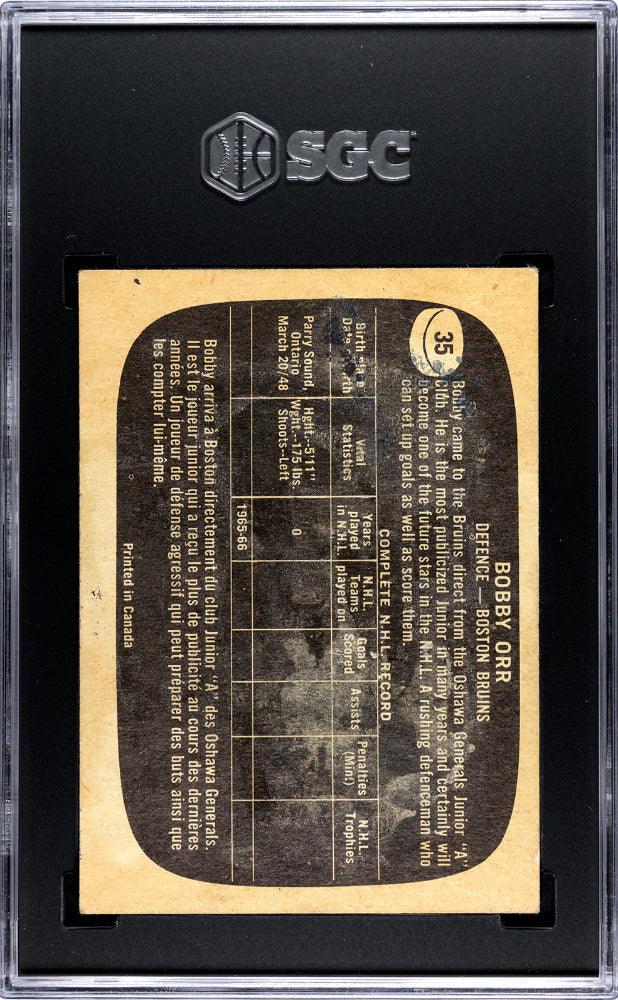 SGC
BOBBY ORR
DEFENCE — BOSTON BRUINS
35
Bobby came to the Bruins direct from the Oshawa Generals Junior "A"
Club. He is the most publicized Junior in many years and certainly will
become one of the future stars in the N.H.L. A rushing defenceman who
can set up goals as well as score them.
COMPLETE N.H.L. RECORD
Birth Vital Years N.H.L. Goals Assists Penalties N.H.L.
Date Statistics played Teams Scored (Mint) Trophies
in N.H.L. played on
Parry Sound, Hght.-5'11" 0
Ontario Wght.-175 lbs.
March 20/48 Shoots-Left
1965-66
Bobby arriva à Boston directement du club Junior "A" des Oshawa Generals.
Il est le joueur junior qui a reçu le plus de publicité au cours des dernières
années. Un joueur de défense agressif qui peut préparer des buts ainsi que
les compter lui-même.
Printed in Canada